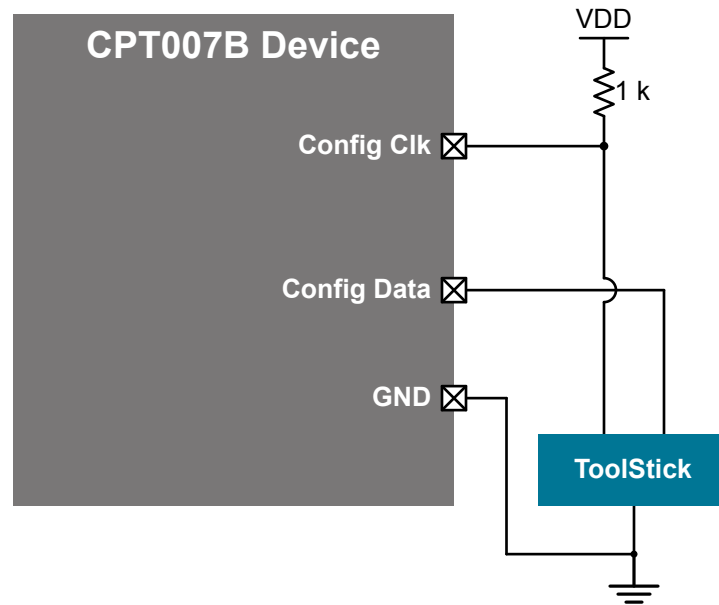 CPT007B Device
VDD
1 k
Config Clk
Config Data
GND
ToolStick